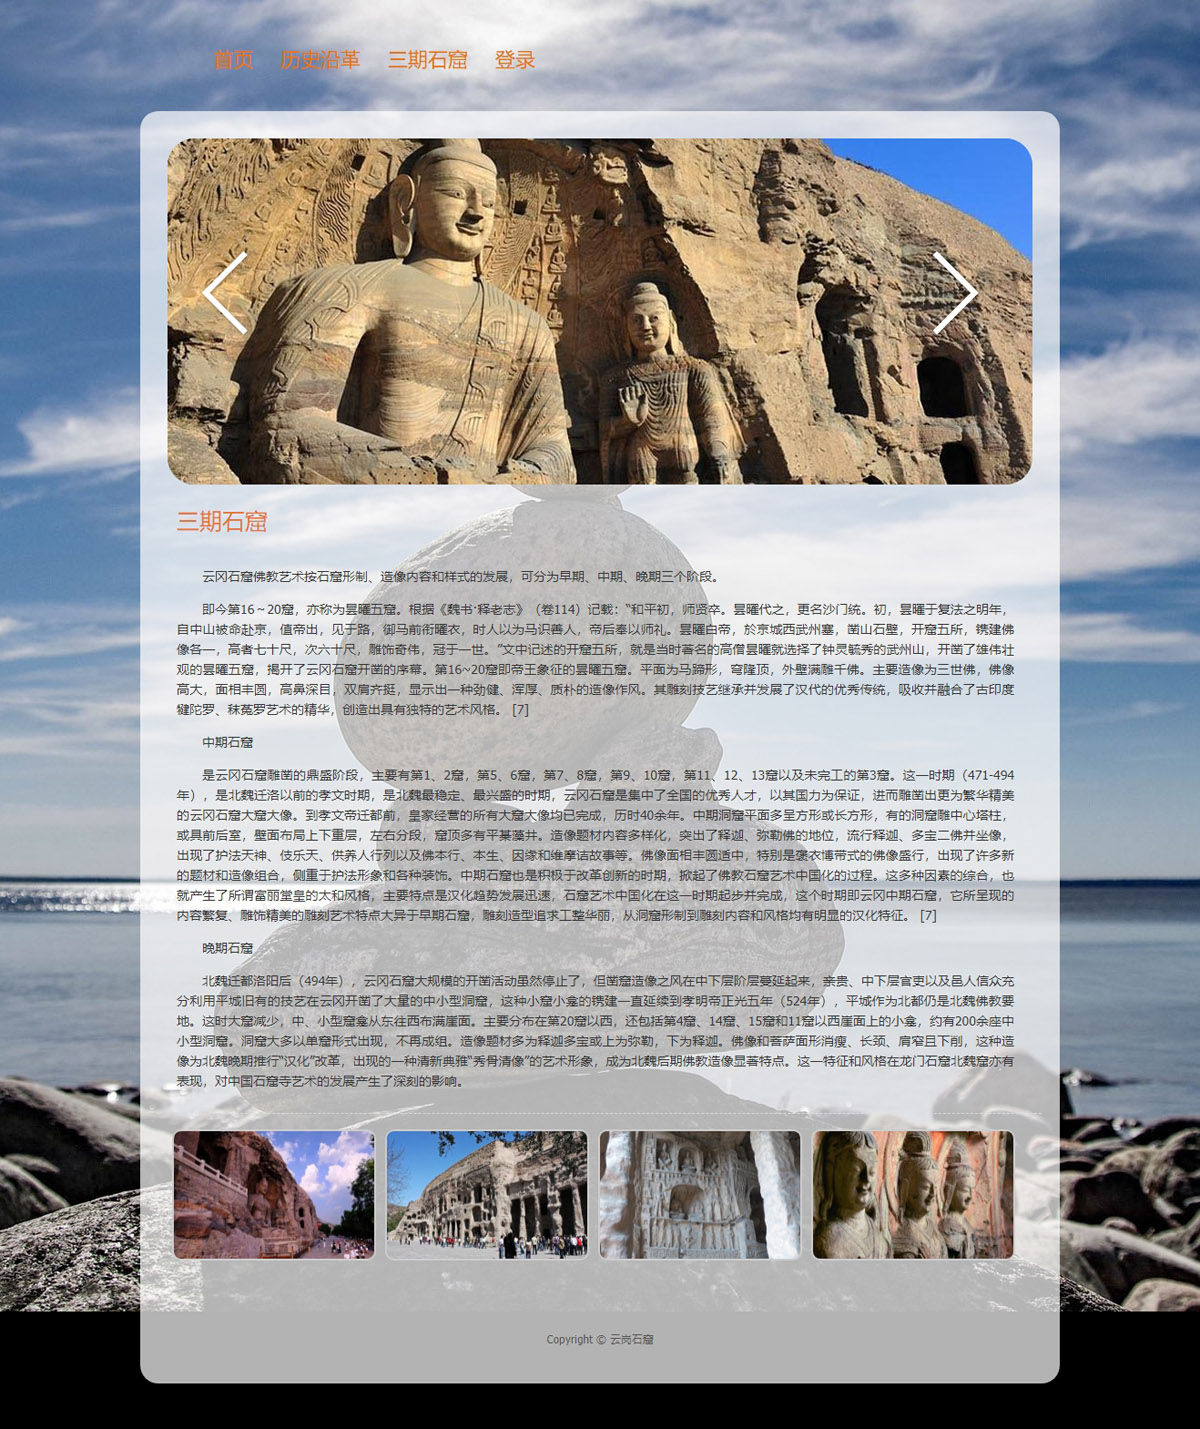 首页 历史沿革 三期石窟 登录
三期石窟
云冈石窟佛教艺术按石窟形制、造像内容和样式的发展，可分为早期、中期、晚期三个阶段。
即今第16～20窟，亦称为昙曜五窟。根据《魏书·释老志》（卷114）记载：“和平初，师贤卒。昙曜代之，更名沙门统。初，昙曜于复法之明年，
自中山被命赴京，值帝出，见于路，御马前衔曜衣，时人以为马识善人，帝后奉以师礼。昙曜白帝，於京城西武州塞，凿山石壁，开窟五所，镌建佛
像各一，高者七十尺，次六十尺，雕饰奇伟，冠于一世。”文中记述的开窟五所，就是当时著名的高僧昙曜就选择了钟灵毓秀的武州山，开凿了雄伟壮
观的昙曜五窟，揭开了云冈石窟开凿的序幕。第16~20窟即帝王象征的昙曜五窟。平面为马蹄形，穹隆顶，外壁满雕千佛。主要造像为三世佛，佛像
高大，面相丰圆，高鼻深目，双肩齐挺，显示出一种劲健、浑厚、质朴的造像作风。其雕刻技艺继承并发展了汉代的优秀传统，吸收并融合了古印度
犍陀罗、秣菟罗艺术的精华，创造出具有独特的艺术风格。 [7]
中期石窟
是云冈石窟雕凿的鼎盛阶段，主要有第1、2窟，第5、6窟，第7、8窟，第9、10窟，第11、12、13窟以及未完工的第3窟。这一时期（471-494
年），是北魏迁洛以前的孝文时期，是北魏最稳定、最兴盛的时期，云冈石窟是集中了全国的优秀人才，以其国力为保证，进而雕凿出更为繁华精美
的云冈石窟大窟大像。到孝文帝迁都前，皇家经营的所有大窟大像均已完成，历时40余年。中期洞窟平面多呈方形或长方形，有的洞窟雕中心塔柱，
或具前后室，壁面布局上下重层，左右分段，窟顶多有平棊藻井。造像题材内容多样化，突出了释迦、弥勒佛的地位，流行释迦、多宝二佛并坐像，
出现了护法天神、伎乐天、供养人行列以及佛本行、本生、因缘和维摩诘故事等。佛像面相丰圆适中，特别是褒衣博带式的佛像盛行，出现了许多新
的题材和造像组合，侧重于护法形象和各种装饰。中期石窟也是积极于改革创新的时期，掀起了佛教石窟艺术中国化的过程。这多种因素的综合，也
就产生了所谓富丽堂皇的太和风格，主要特点是汉化趋势发展迅速，石窟艺术中国化在这一时期起步并完成，这个时期即云冈中期石窟，它所呈现的
内容繁复、雕饰精美的雕刻艺术特点大异于早期石窟，雕刻造型追求工整华丽，从洞窟形制到雕刻内容和风格均有明显的汉化特征。 [7]
晚期石窟
北魏迁都洛阳后（494年），云冈石窟大规模的开凿活动虽然停止了，但凿窟造像之风在中下层阶层蔓延起来，亲贵、中下层官吏以及邑人信众充
分利用平城旧有的技艺在云冈开凿了大量的中小型洞窟，这种小窟小龛的镌建一直延续到孝明帝正光五年（524年），平城作为北都仍是北魏佛教要
地。这时大窟减少，中、小型窟龛从东往西布满崖面。主要分布在第20窟以西，还包括第4窟、14窟、15窟和11窟以西崖面上的小龛，约有200余座中
小型洞窟。洞窟大多以单窟形式出现，不再成组。造像题材多为释迦多宝或上为弥勒，下为释迦。佛像和菩萨面形消瘦、长颈、肩窄且下削，这种造
像为北魏晚期推行“汉化”改革，出现的一种清新典雅“秀骨清像”的艺术形象，成为北魏后期佛教造像显著特点。这一特征和风格在龙门石窟北魏窟亦有
表现，对中国石窟寺艺术的发展产生了深刻的影响。
Copyright © 云岗石窟